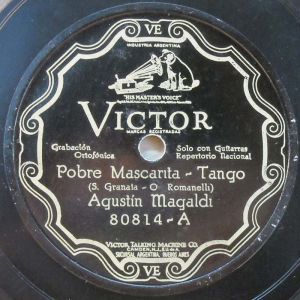 VE
INDUSTRIA ARGENTINA
"HIS MASTER'S VOICE"
VICTOR
MARCAS REGISTRADAS
Grabación Ortofónica
Solo con Guitarras Repertorio Nacional
Pobre Mascarita - Tango
(S. Granata - O. Romanelli)
Agustín Magaldi
80814-A
VICTOR TALKING MACHINE CO.
CAMDEN, N.J., E.U. de A.
SUCURSAL ARGENTINA, BUENOS AIRES
VE